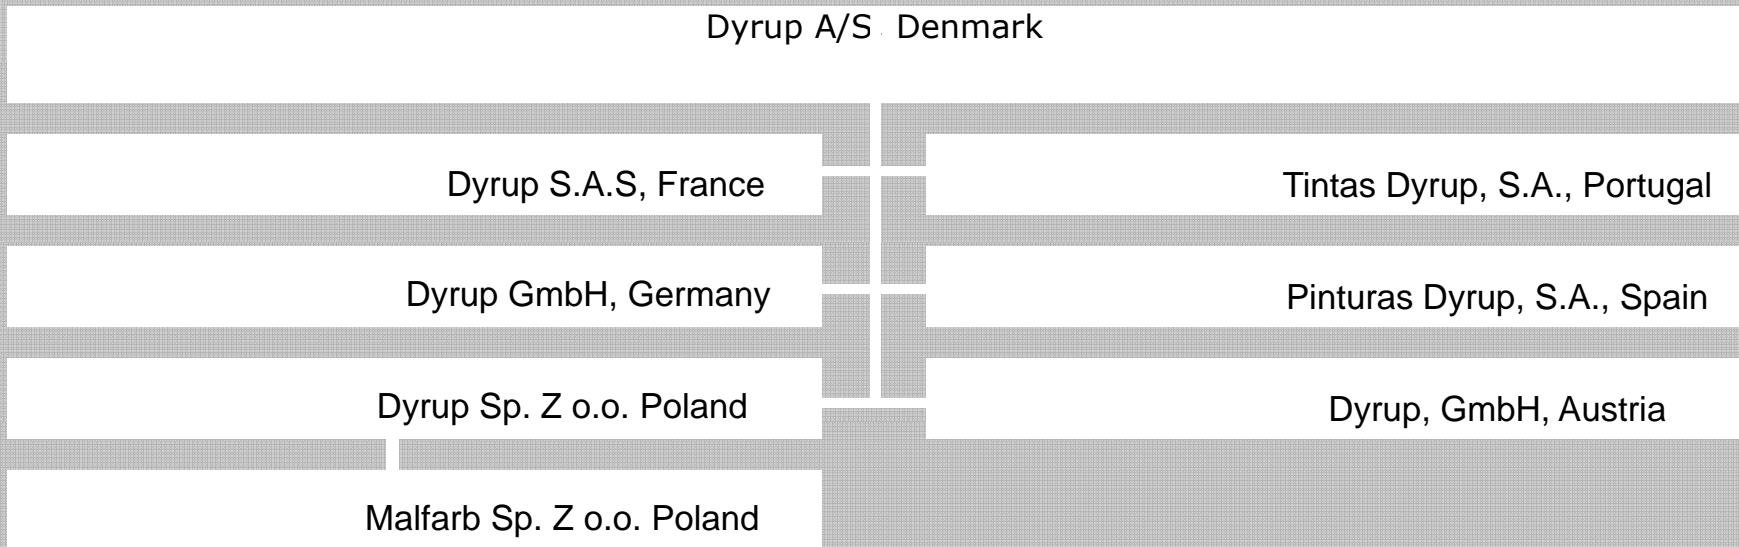 Dyrup A/S. Denmark
Dyrup S.A.S, France
Tintas Dyrup, S.A., Portugal
Dyrup GmbH, Germany
Pinturas Dyrup, S.A., Spain
Dyrup Sp. Z o.o. Poland
Dyrup, GmbH, Austria
Malfarb Sp. Z o.o. Poland